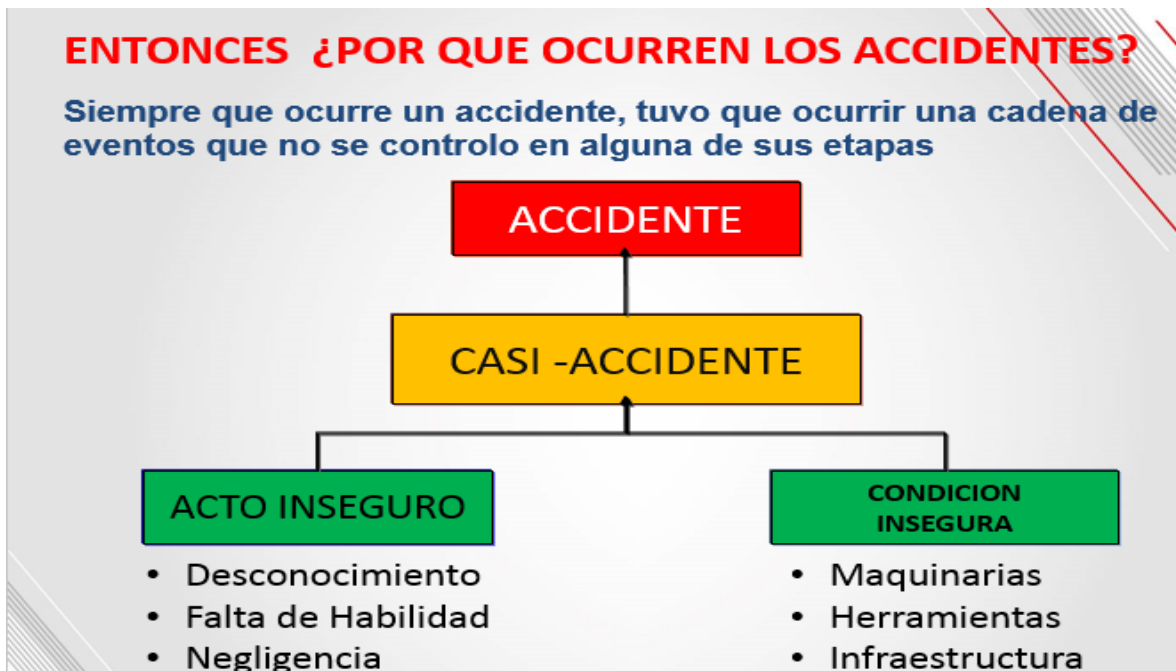 ENTONCES ¿POR QUE OCURREN LOS ACCIDENTES?
Siempre que ocurre un accidente, tuvo que ocurrir una cadena de
eventos que no se controlo en alguna de sus etapas
ACCIDENTE
CASI -ACCIDENTE
ACTO INSEGURO
• Desconocimiento
• Falta de Habilidad
• Negligencia
CONDICION
INSEGURA
• Maquinarias
• Herramientas
• Infraestructura